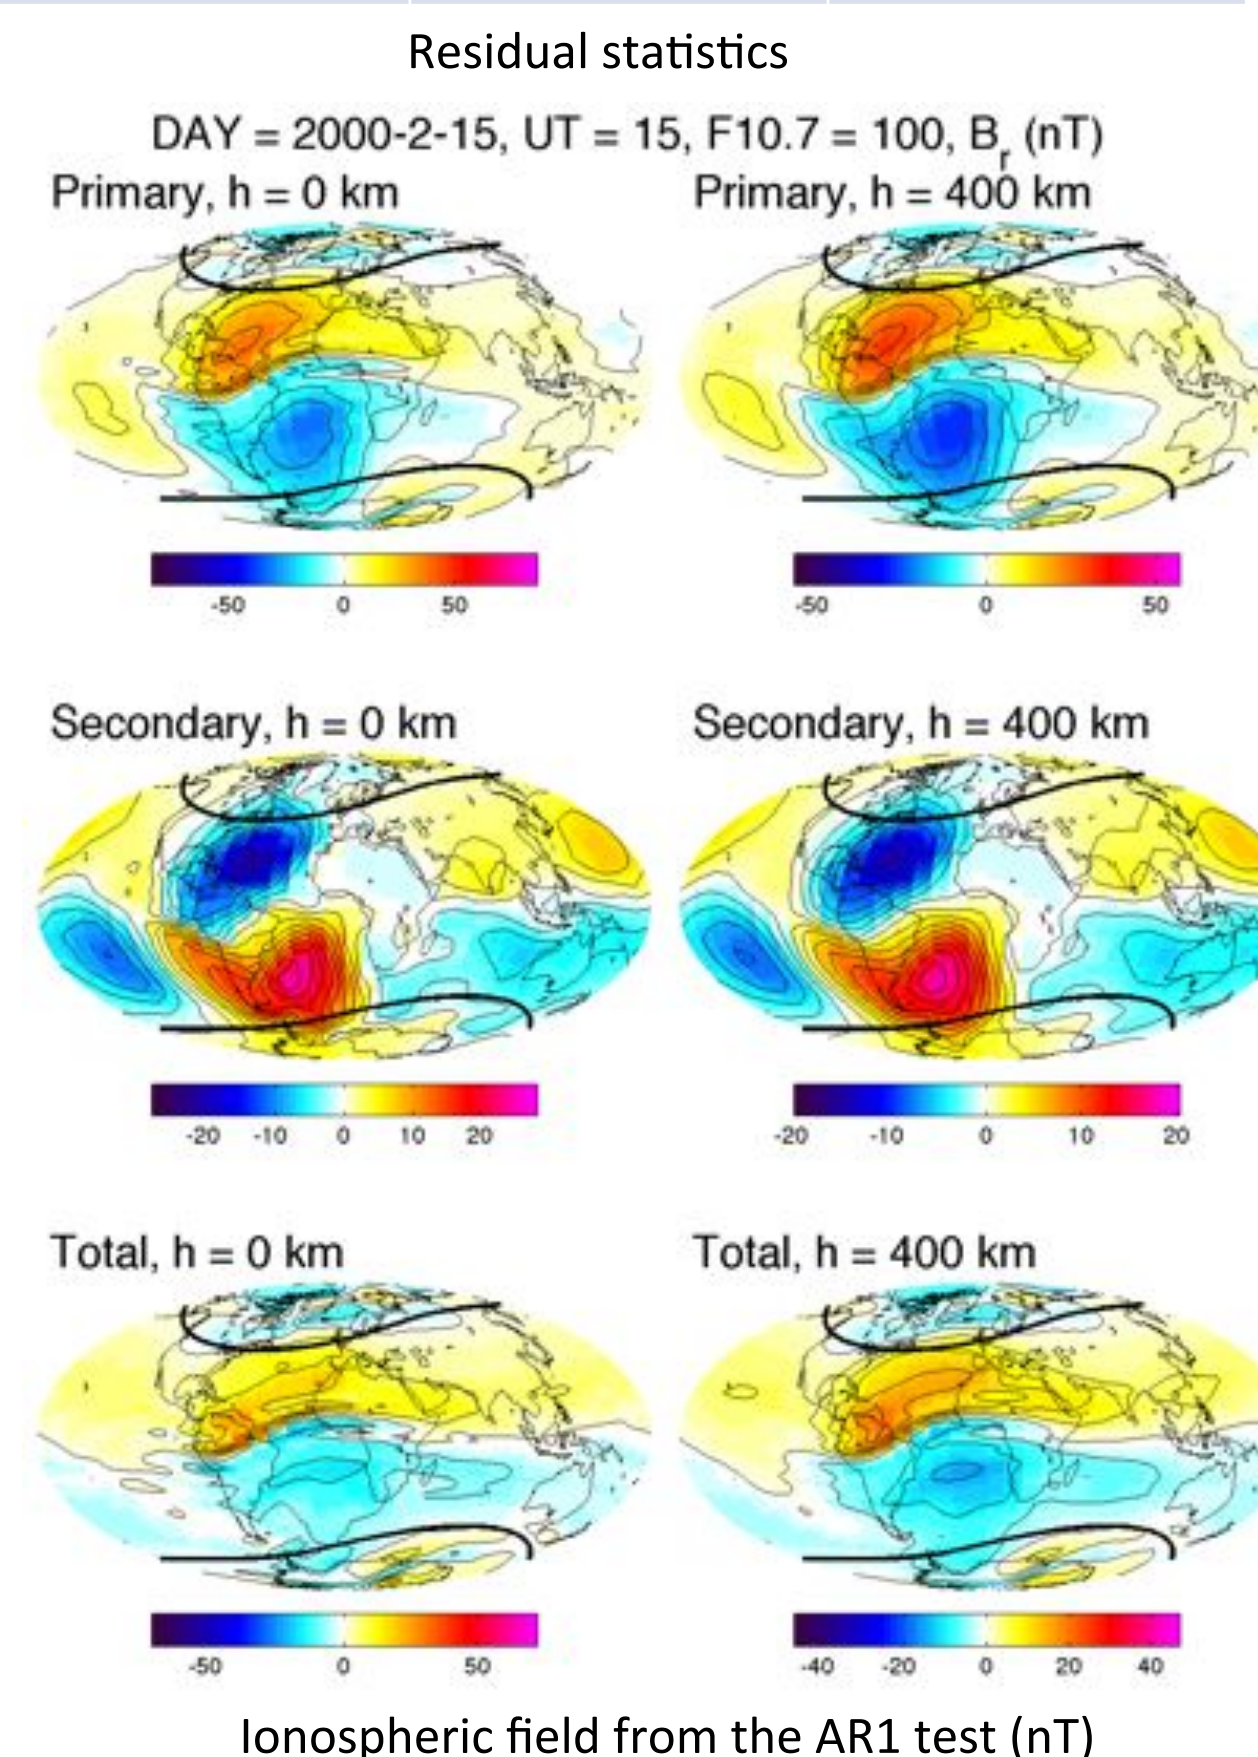 Residual statistics
DAY = 2000-2-15, UT = 15, F10.7 = 100, Br (nT)
Primary, h = 0 km
Primary, h = 400 km
-50 0 50
-50 0 50
Secondary, h = 0 km
Secondary, h = 400 km
-20 -10 0 10 20
-20 -10 0 10 20
Total, h = 0 km
Total, h = 400 km
-50 0 50
-40 -20 0 20 40
Ionospheric field from the AR1 test (nT)